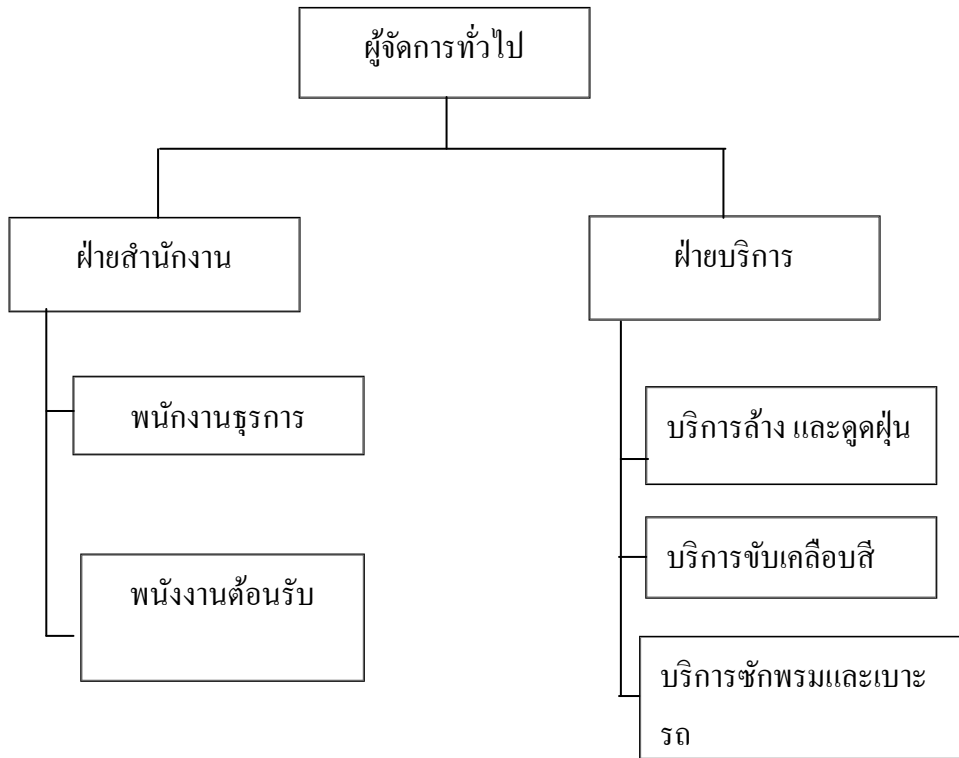 ผู้จัดการทั่วไป
ฝ่ายสำนักงาน
ฝ่ายบริการ
พนักงานธุรการ
พนังงานต้อนรับ
บริการล้าง และดูดฝุ่น
บริการขับเคลือบสี
บริการซักพรมและเบาะ
รถ